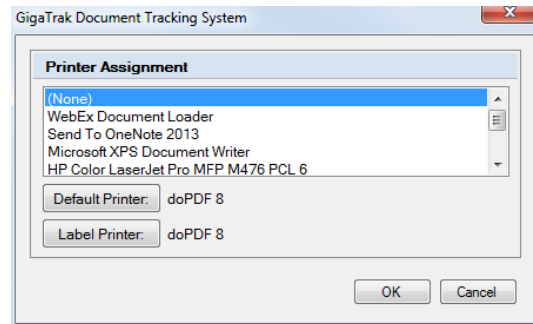 GigaTrak Document Tracking System
Printer Assignment
(None)
WebEx Document Loader
Send To OneNote 2013
Microsoft XPS Document Writer
HP Color LaserJet Pro MFP M476 PCL 6
Default Printer: doPDF 8
Label Printer: doPDF 8
OK Cancel